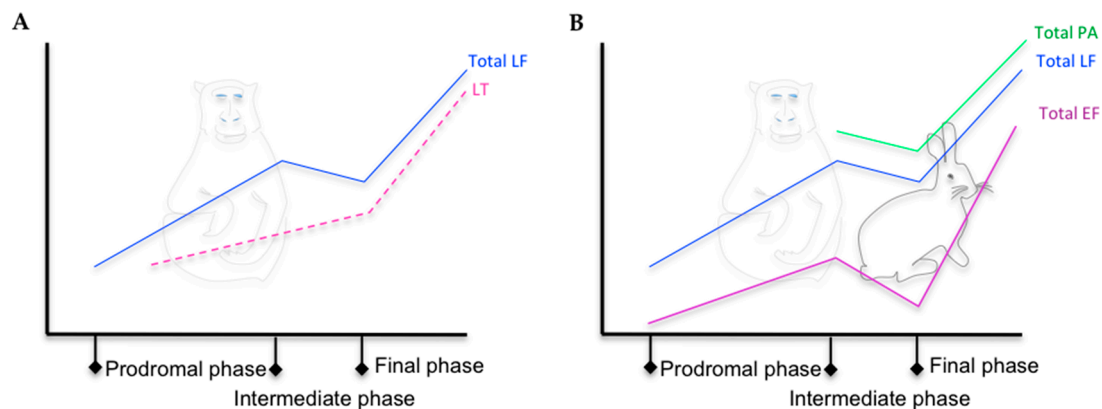 A
Total LF
LT
Prodromal phase
Final phase
Intermediate phase
B
Total PA
Total LF
Total EF
Prodromal phase
Final phase
Intermediate phase